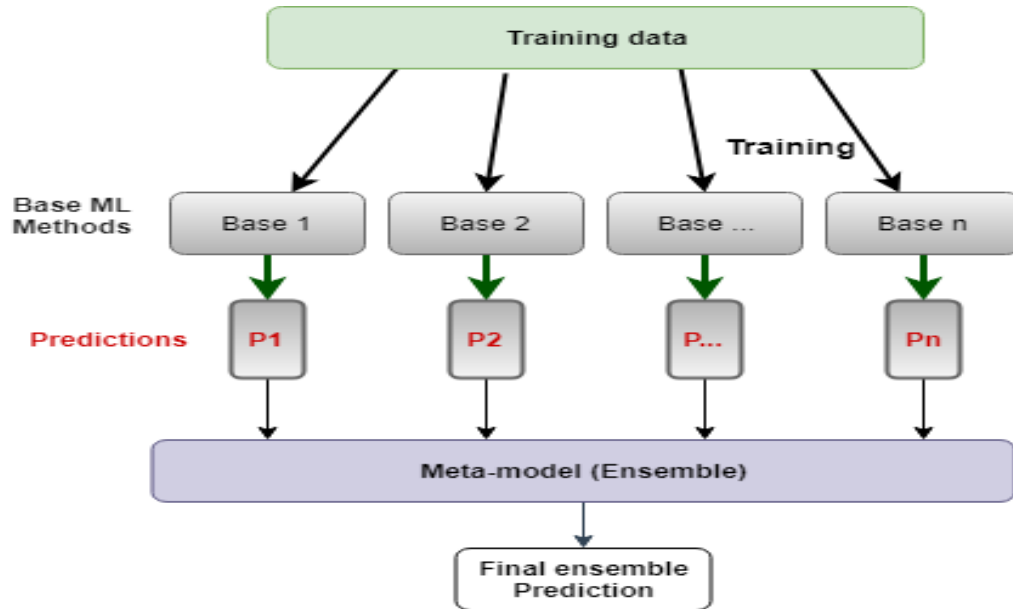 Training data
Training
Base ML
Methods
Base 1
Base 2
Base ...
Base n
Predictions
P1
P2
P...
Pn
Meta-model (Ensemble)
Final ensemble
Prediction